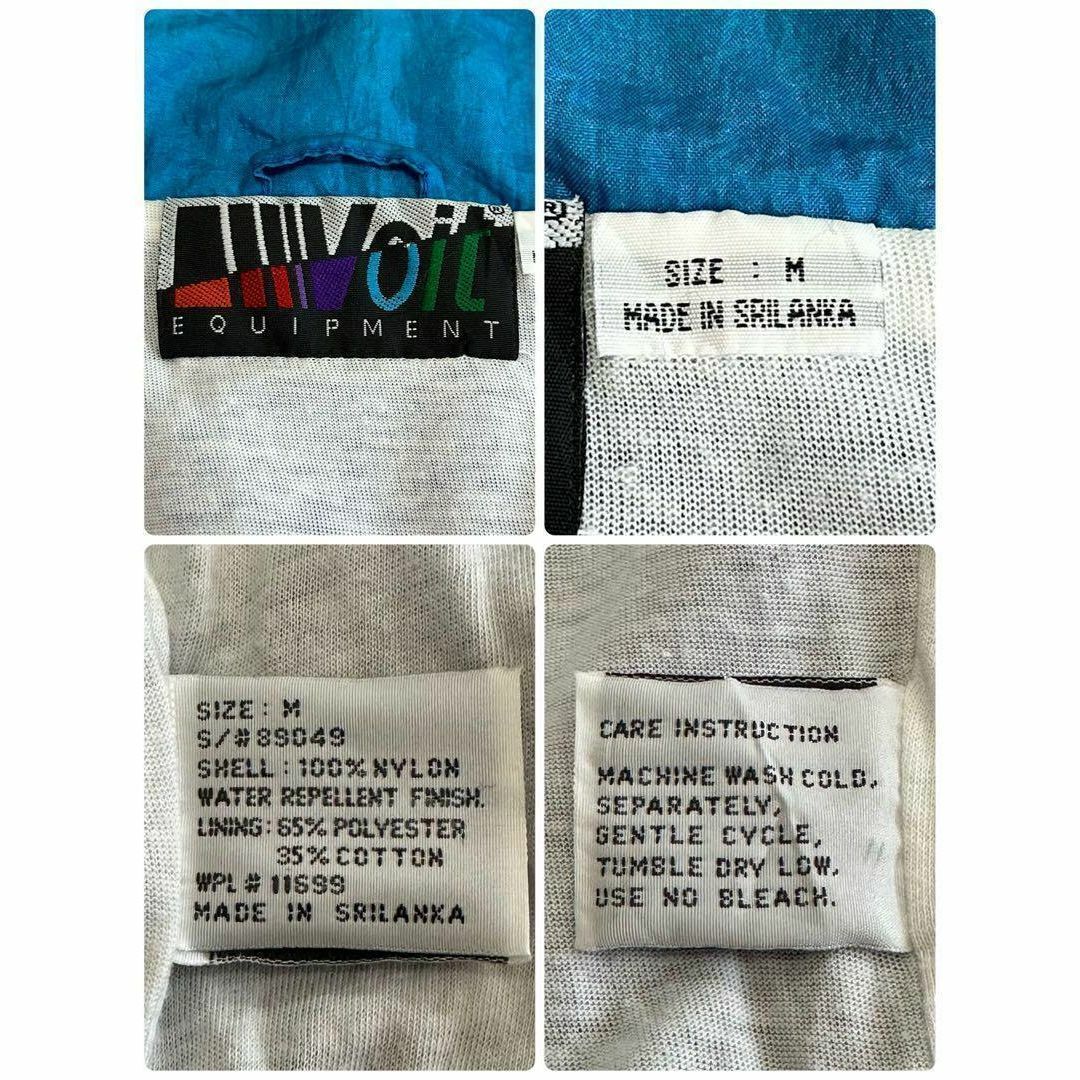 Voit®
EQUIPMENT
SIZE : M
MADE IN SRILANKA
SIZE: M
S/# 89049
SHELL : 100% NYLON
WATER REPELLENT FINISH.
LINING: 65% POLYESTER
35% COTTON
WPL # 11699
MADE IN SRILANKA
CARE INSTRUCTION
MACHINE WASH COLD,
SEPARATELY,
GENTLE CYCLE,
TUMBLE DRY LOW,
USE NO BLEACH.